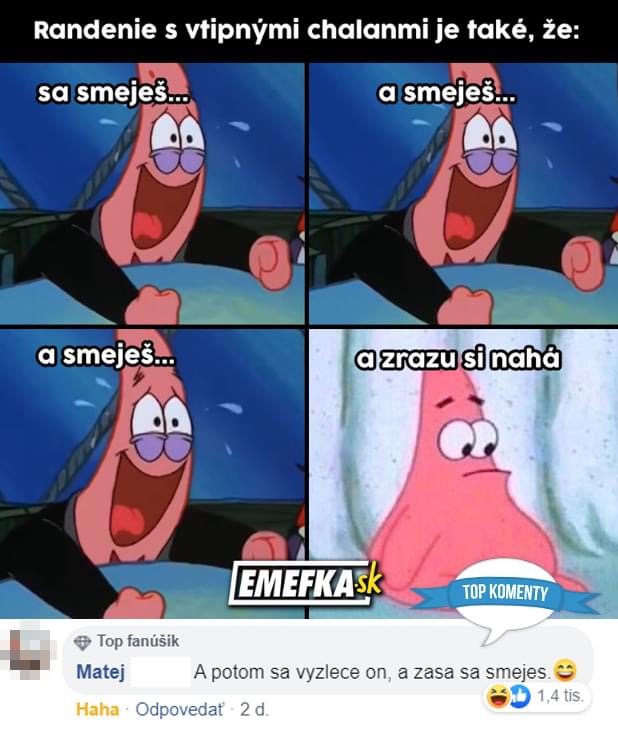 Randenie s vtipnými chalanmi je také, že:
sa smeješ...
a smeješ...
a smeješ...
a zrazu si nahá
EMEFKA.sk
TOP KOMENTY
Top fanúšik
Matej A potom sa vyzlece on, a zasa sa smejes.😄
1,4 tis.
Haha · Odpovedať · 2 d.